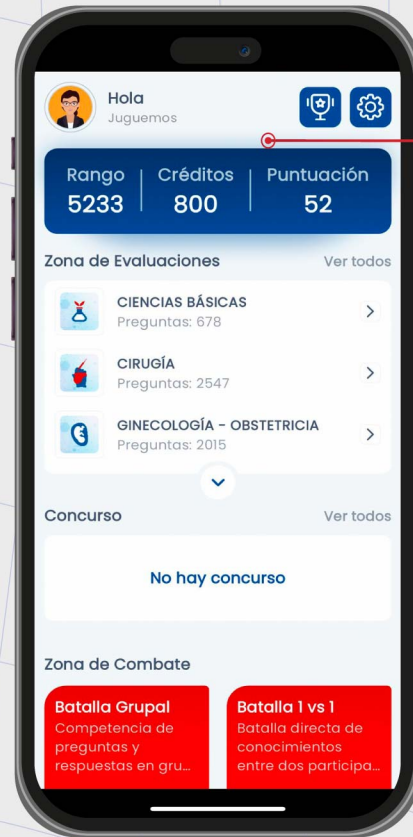 Hola
Juguemos
Rango
Créditos
Puntuación
5233
800
52
Zona de Evaluaciones
Ver todos
CIENCIAS BÁSICAS
Preguntas: 678
CIRUGÍA
Preguntas: 2547
GINECOLOGÍA - OBSTETRICIA
Preguntas: 2015
Concurso
Ver todos
No hay concurso
Zona de Combate
Batalla Grupal
Competencia de
preguntas y
respuestas en gru...
Batalla 1 vs 1
Batalla directa de
conocimientos
entre dos participa...